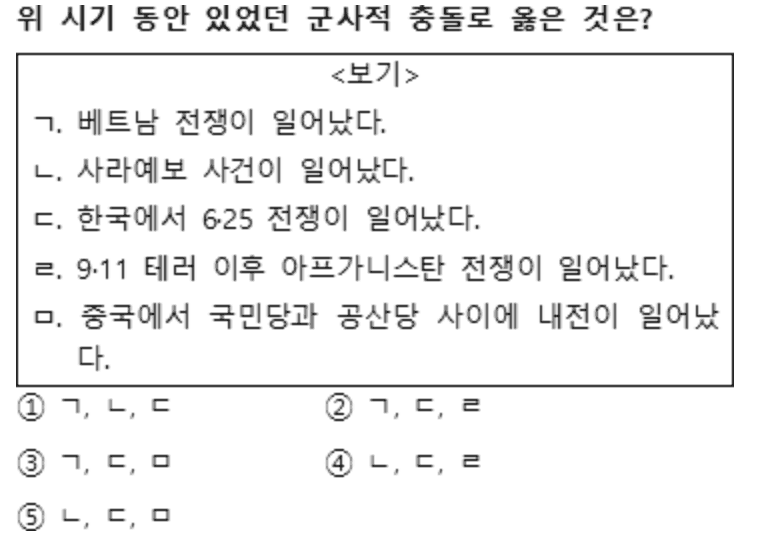 위 시기 동안 있었던 군사적 충돌로 옳은 것은?
<보기>
ㄱ. 베트남 전쟁이 일어났다.
ㄴ. 사라예보 사건이 일어났다.
ㄷ. 한국에서 6·25 전쟁이 일어났다.
ㄹ. 9·11 테러 이후 아프가니스탄 전쟁이 일어났다.
ㅁ. 중국에서 국민당과 공산당 사이에 내전이 일어났
다.
① ㄱ, ㄴ, ㄷ ② ㄱ, ㄷ, ㄹ
③ ㄱ, ㄷ, ㅁ ④ ㄴ, ㄷ, ㄹ
⑤ ㄴ, ㄷ, ㅁ